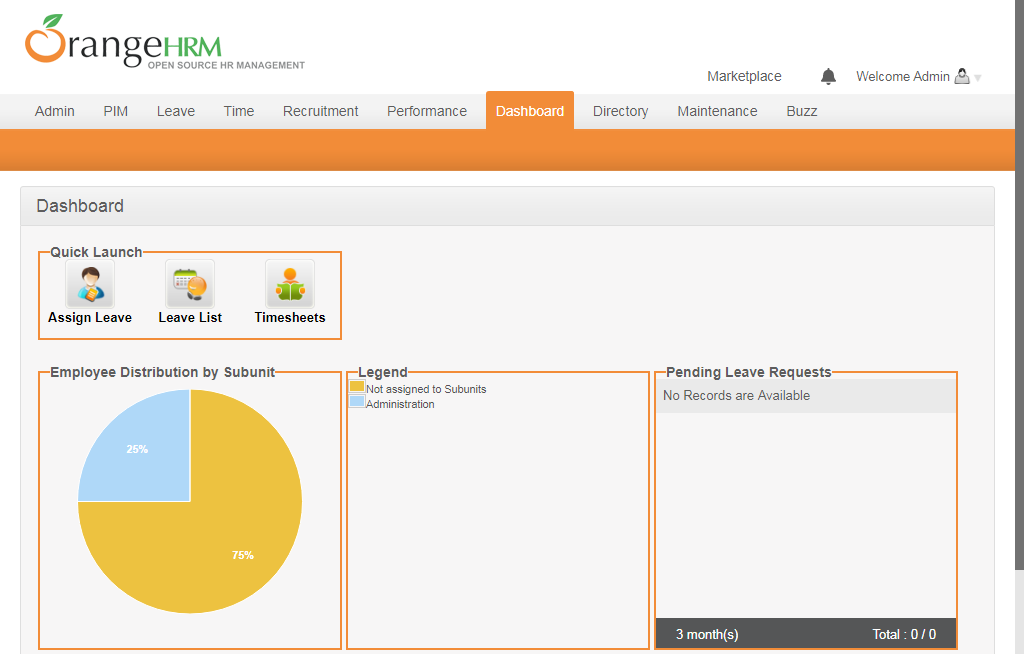 OrangeHRM
OPEN SOURCE HR MANAGEMENT
Marketplace Welcome Admin
Admin PIM Leave Time Recruitment Performance Dashboard Directory Maintenance Buzz
Dashboard
Quick Launch
Assign Leave Leave List Timesheets
Employee Distribution by Subunit
25%
75%
Legend
Not assigned to Subunits
Administration
Pending Leave Requests
No Records are Available
3 month(s) Total : 0 / 0